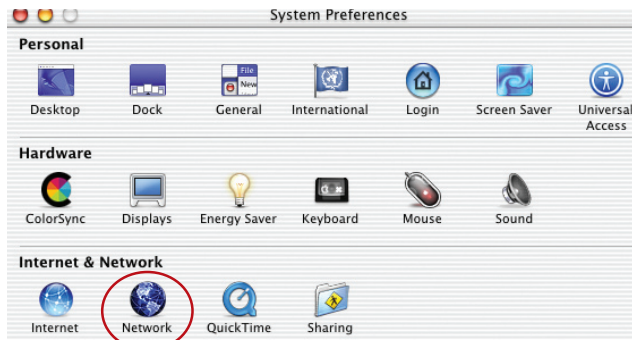 System Preferences
Personal
File
New
Desktop Dock General International Login Screen Saver Universal
Access
Hardware
ColorSync Displays Energy Saver Keyboard Mouse Sound
Internet & Network
Internet Network QuickTime Sharing